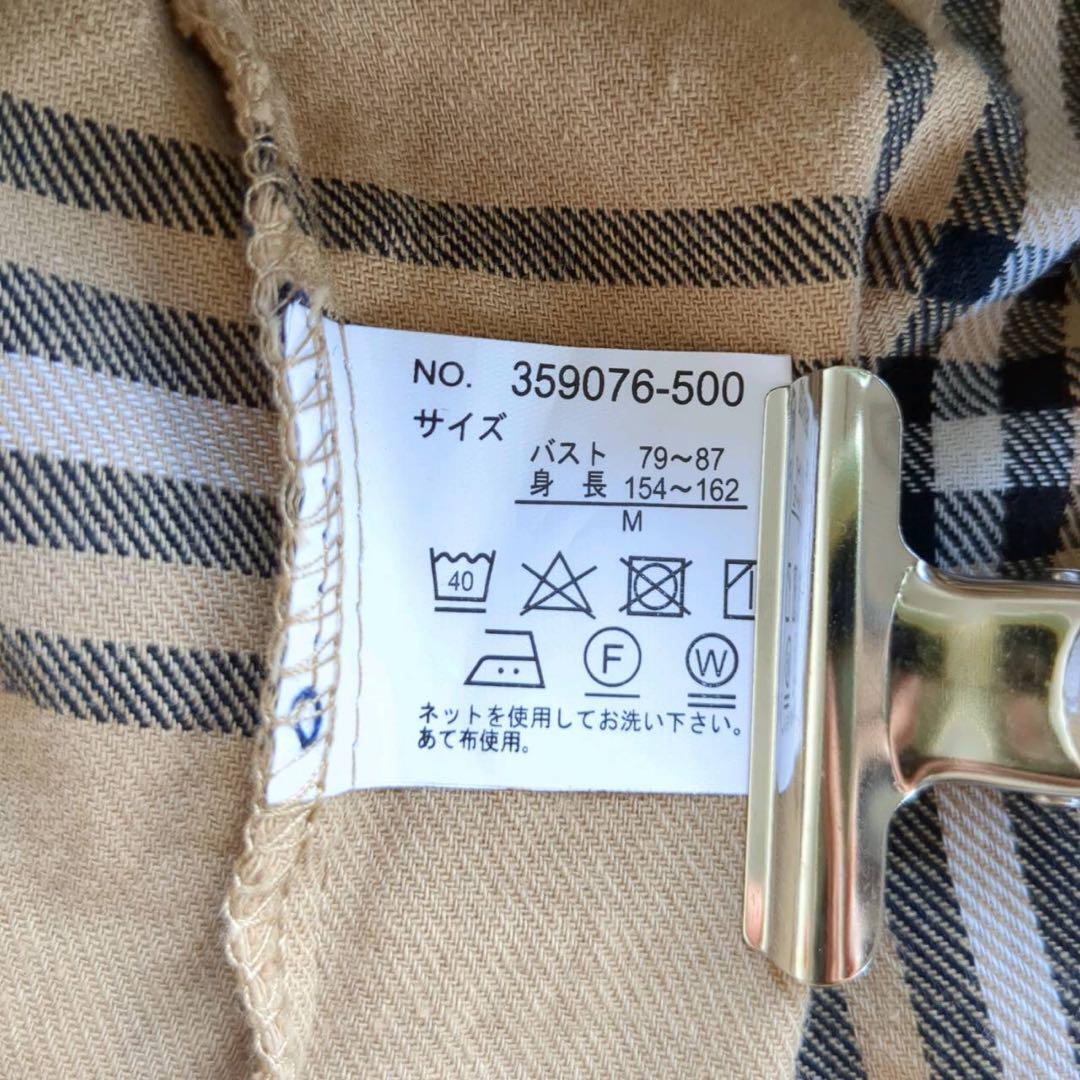 NO. 359076-500
サイズ
バスト 79～87
身長 154～162
M
40
F W
ネットを使用してお洗い下さい。
あて布使用。